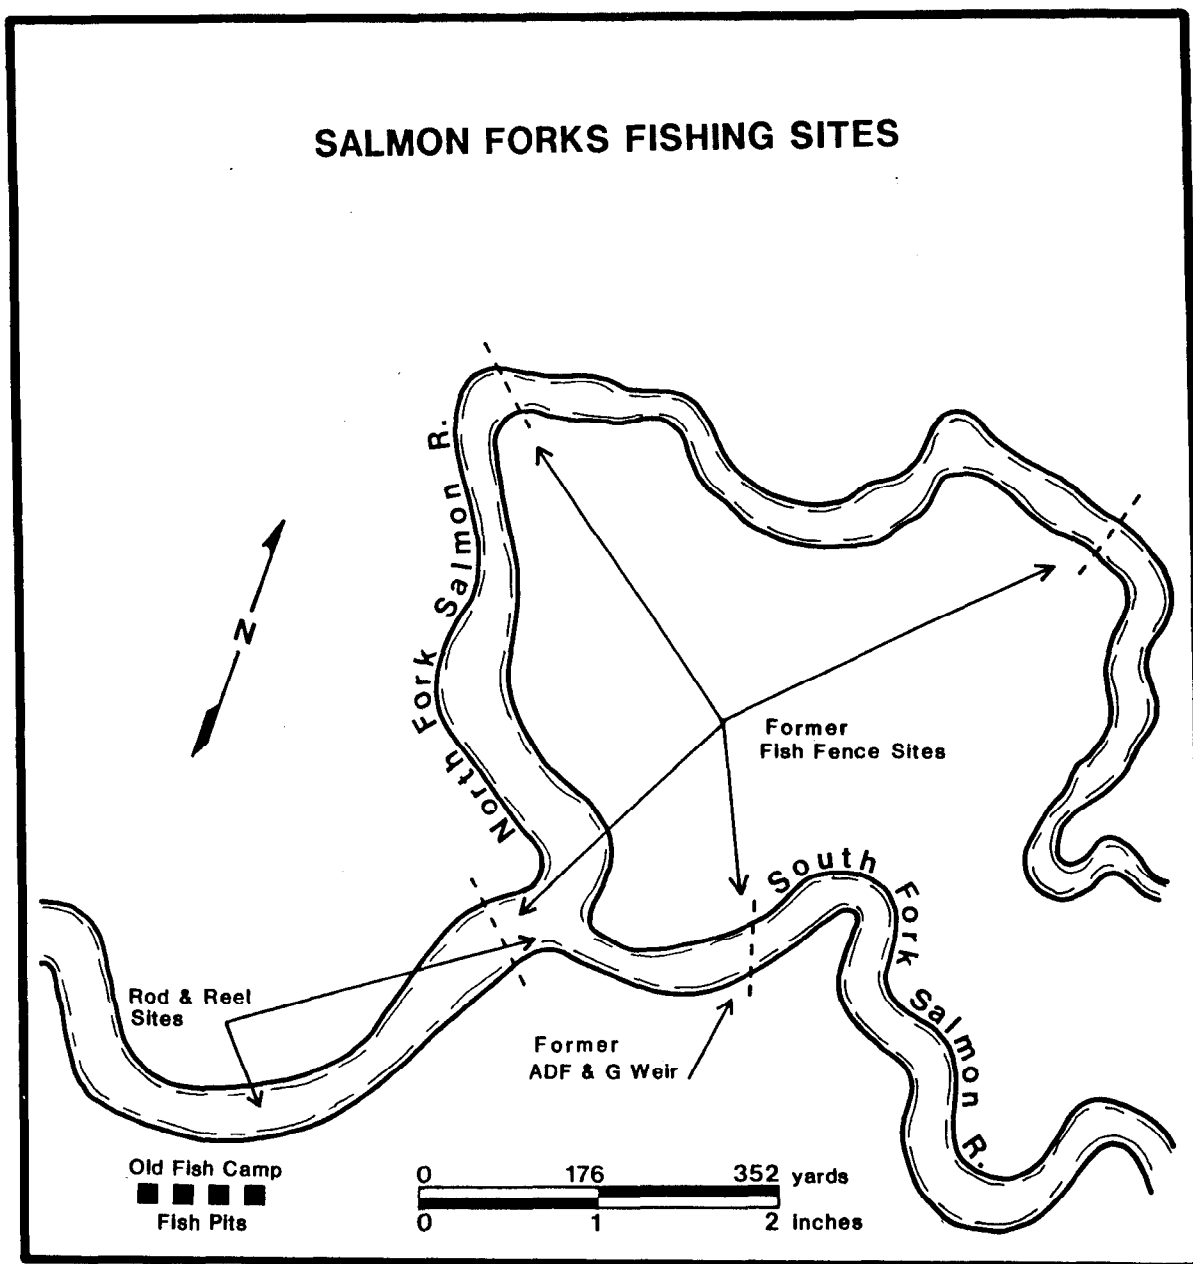 SALMON FORKS FISHING SITES
North Fork Salmon R.
N
Former
Fish Fence Sites
South Fork Salmon R.
Rod & Reel
Sites
Former
ADF & G Weir
Old Fish Camp
Fish Pits
0 176 352 yards
0 1 2 inches